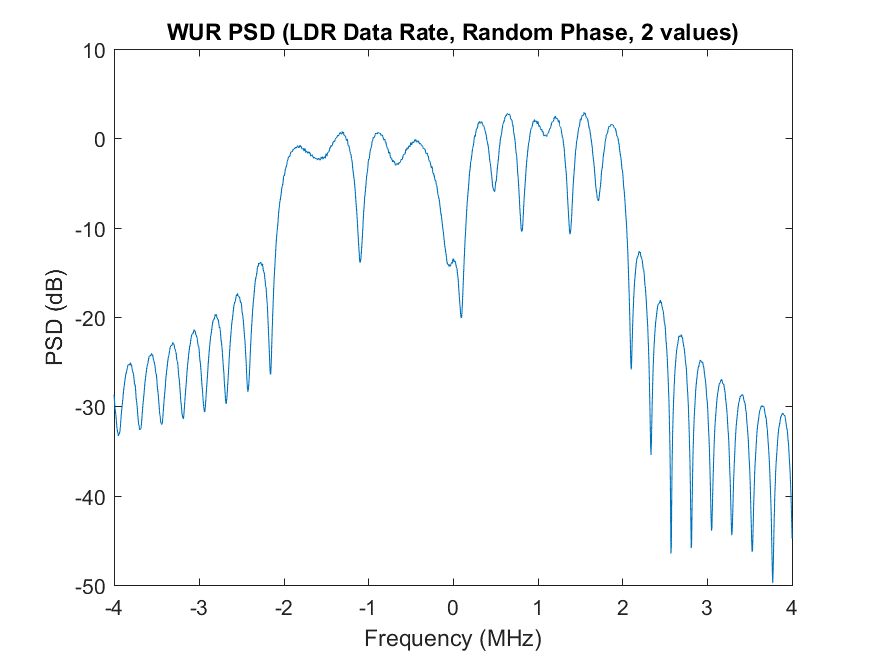 WUR PSD (LDR Data Rate, Random Phase, 2 values)
10
0
-10
-20
-30
-40
-50
PSD (dB)
-4 -3 -2 -1 0 1 2 3 4
Frequency (MHz)